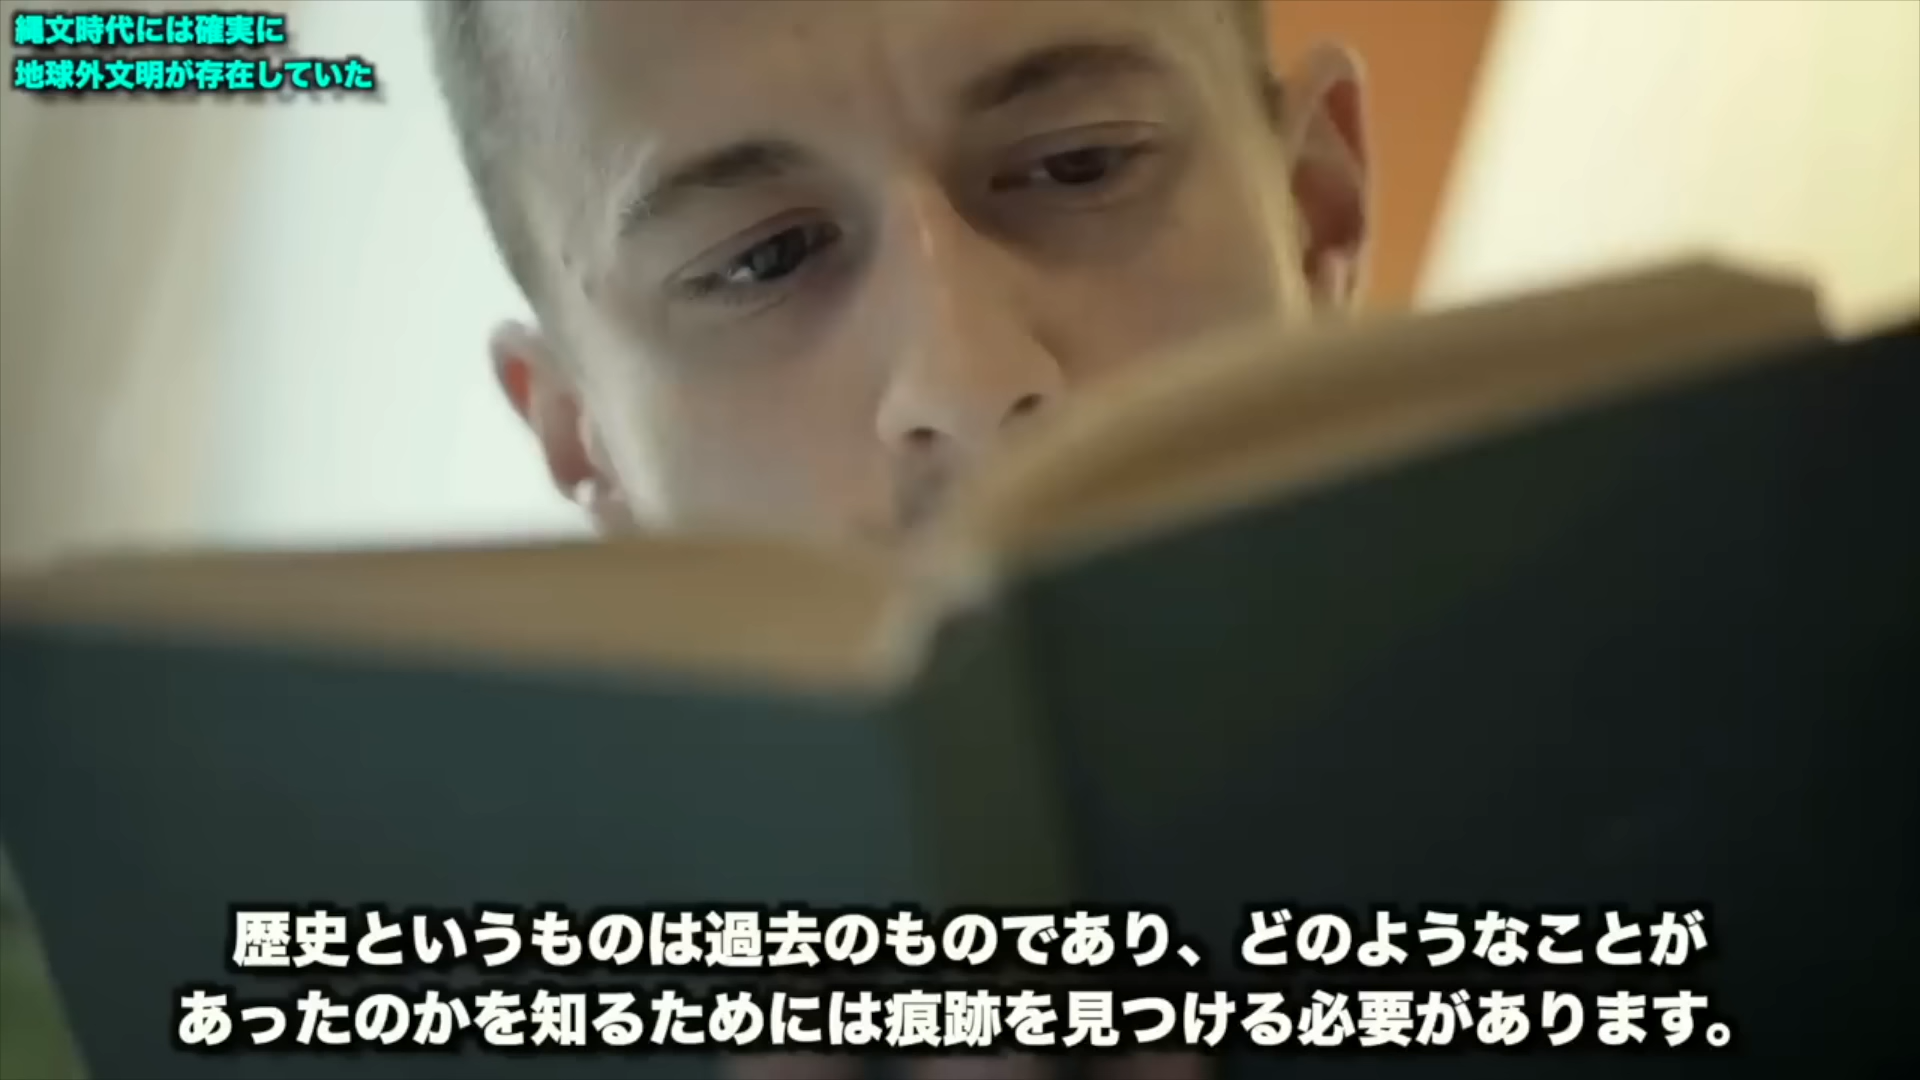 縄文時代には確実に
地球外文明が存在していた
歴史というものは過去のものであり、どのようなことが
あったのかを知るためには痕跡を見つける必要があります。